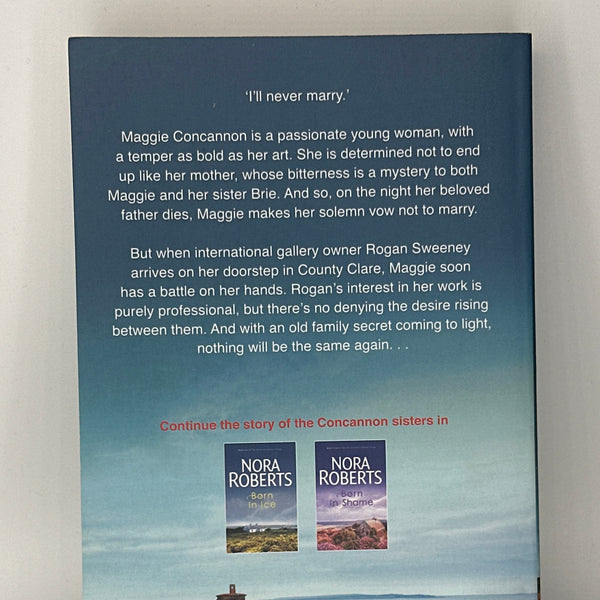 ‘I’ll never marry.’
Maggie Concannon is a passionate young woman, with
a temper as bold as her art. She is determined not to end
up like her mother, whose bitterness is a mystery to both
Maggie and her sister Brie. And so, on the night her beloved
father dies, Maggie makes her solemn vow not to marry.
But when international gallery owner Rogan Sweeney
arrives on her doorstep in County Clare, Maggie soon
has a battle on her hands. Rogan’s interest in her work is
purely professional, but there’s no denying the desire rising
between them. And with an old family secret coming to light,
nothing will be the same again. . .
Continue the story of the Concannon sisters in
NORA
ROBERTS
Born
in Ice
NORA
ROBERTS
Born
in Shame